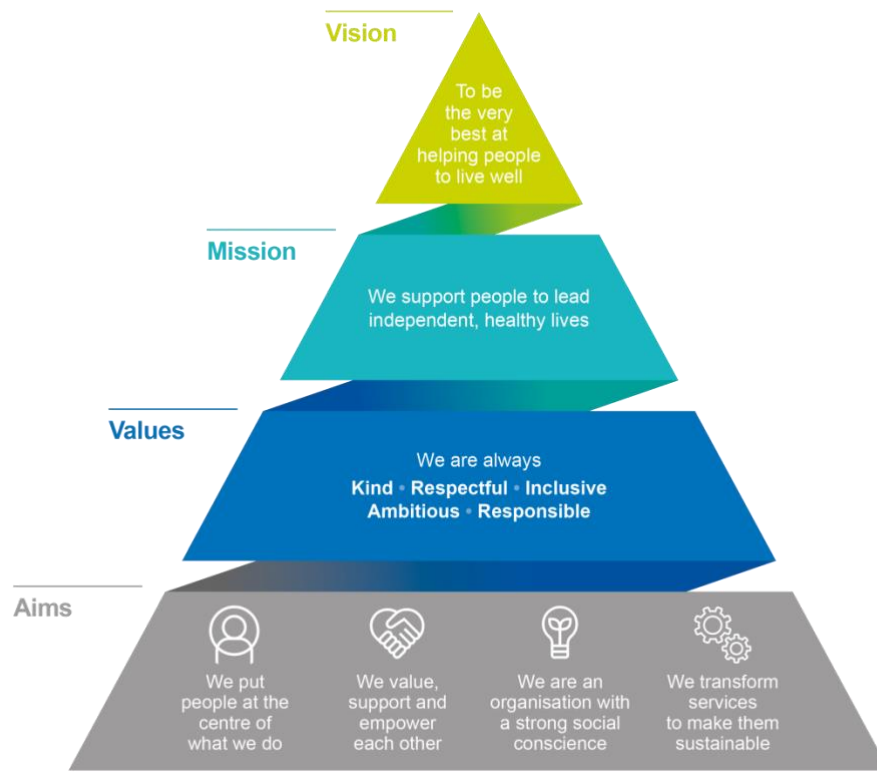 Vision
To be
the very
best at
helping people
to live well
Mission
We support people to lead
independent, healthy lives
Values
We are always
Kind • Respectful • Inclusive
Ambitious • Responsible
Aims
We put
people at the
centre of
what we do
We value,
support and
empower
each other
We are an
organisation with
a strong social
conscience
We transform
services
to make them
sustainable